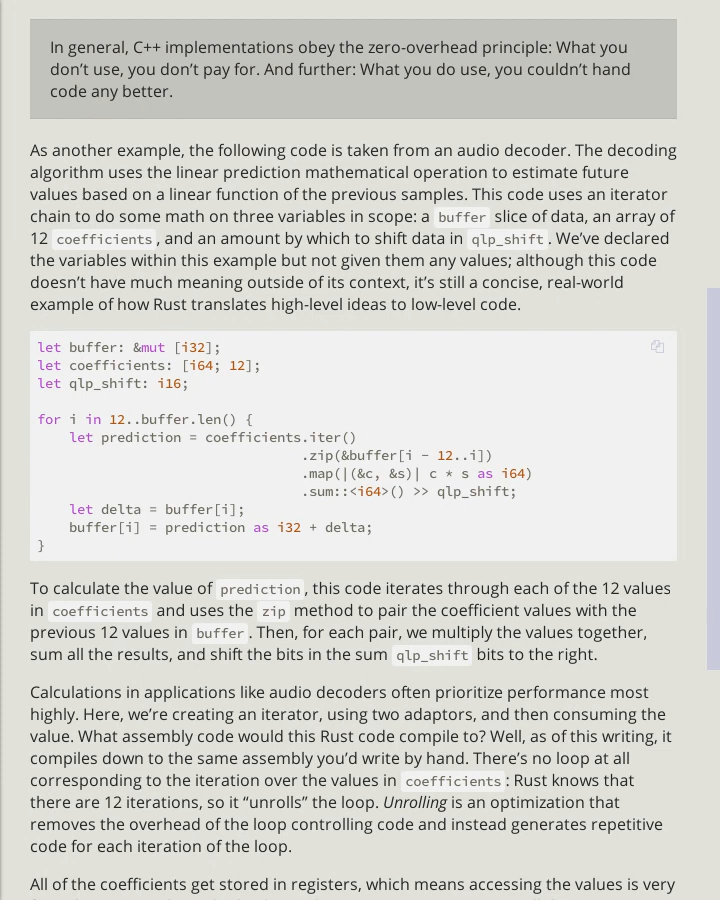 In general, C++ implementations obey the zero-overhead principle: What you
don’t use, you don’t pay for. And further: What you do use, you couldn’t hand
code any better.
As another example, the following code is taken from an audio decoder. The decoding
algorithm uses the linear prediction mathematical operation to estimate future
values based on a linear function of the previous samples. This code uses an iterator
chain to do some math on three variables in scope: a buffer slice of data, an array of
12 coefficients, and an amount by which to shift data in qlp_shift. We’ve declared
the variables within this example but not given them any values; although this code
doesn’t have much meaning outside of its context, it’s still a concise, real-world
example of how Rust translates high-level ideas to low-level code.
let buffer: &mut [i32];
let coefficients: [i64; 12];
let qlp_shift: i16;
for i in 12..buffer.len() {
    let prediction = coefficients.iter()
                                 .zip(&buffer[i - 12..i])
                                 .map(|(&c, &s)| c * s as i64)
                                 .sum::<i64>() >> qlp_shift;
    let delta = buffer[i];
    buffer[i] = prediction as i32 + delta;
}
To calculate the value of prediction, this code iterates through each of the 12 values
in coefficients and uses the zip method to pair the coefficient values with the
previous 12 values in buffer. Then, for each pair, we multiply the values together,
sum all the results, and shift the bits in the sum qlp_shift bits to the right.
Calculations in applications like audio decoders often prioritize performance most
highly. Here, we’re creating an iterator, using two adaptors, and then consuming the
value. What assembly code would this Rust code compile to? Well, as of this writing, it
compiles down to the same assembly you’d write by hand. There’s no loop at all
corresponding to the iteration over the values in coefficients: Rust knows that
there are 12 iterations, so it “unrolls” the loop. Unrolling is an optimization that
removes the overhead of the loop controlling code and instead generates repetitive
code for each iteration of the loop.
All of the coefficients get stored in registers, which means accessing the values is very